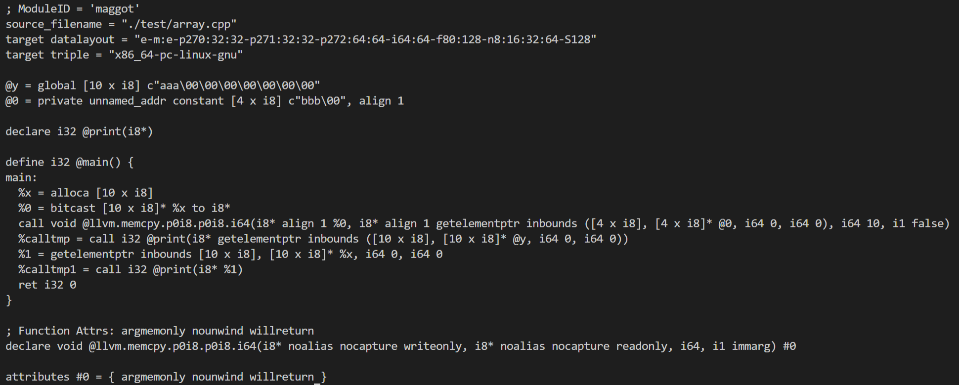 ; ModuleID = 'maggot'
source_filename = "./test/array.cpp"
target datalayout = "e-m:e-p270:32:32-p271:32:32-p272:64:64-i64:64-f80:128-n8:16:32:64-S128"
target triple = "x86_64-pc-linux-gnu"

@y = global [10 x i8] c"aaa\00\00\00\00\00\00\00"
@0 = private unnamed_addr constant [4 x i8] c"bbb\00", align 1

declare i32 @print(i8*)

define i32 @main() {
main:
  %x = alloca [10 x i8]
  %0 = bitcast [10 x i8]* %x to i8*
  call void @llvm.memcpy.p0i8.p0i8.i64(i8* align 1 %0, i8* align 1 getelementptr inbounds ([4 x i8], [4 x i8]* @0, i64 0, i64 0), i64 10, i1 false)
  %calltmp = call i32 @print(i8* getelementptr inbounds ([10 x i8], [10 x i8]* @y, i64 0, i64 0))
  %1 = getelementptr inbounds [10 x i8], [10 x i8]* %x, i64 0, i64 0
  %calltmp1 = call i32 @print(i8* %1)
  ret i32 0
}

; Function Attrs: argmemonly nounwind willreturn
declare void @llvm.memcpy.p0i8.p0i8.i64(i8* noalias nocapture writeonly, i8* noalias nocapture readonly, i64, i1 immarg) #0

attributes #0 = { argmemonly nounwind willreturn }